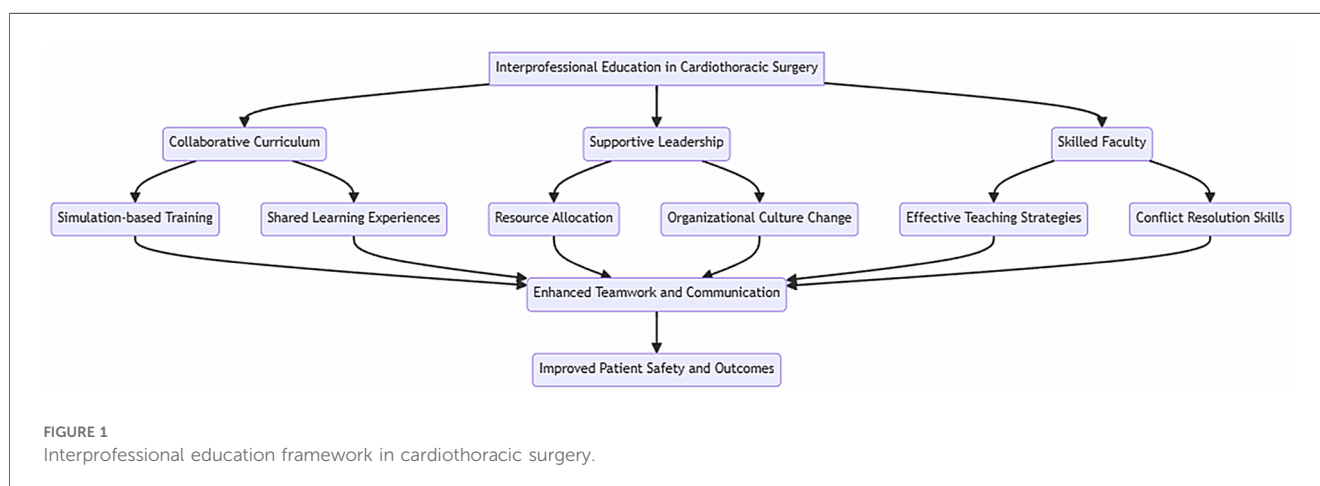 Interprofessional Education in Cardiothoracic Surgery
Collaborative Curriculum
Supportive Leadership
Skilled Faculty
Simulation-based Training
Shared Learning Experiences
Resource Allocation
Organizational Culture Change
Effective Teaching Strategies
Conflict Resolution Skills
Enhanced Teamwork and Communication
Improved Patient Safety and Outcomes
FIGURE 1
Interprofessional education framework in cardiothoracic surgery.